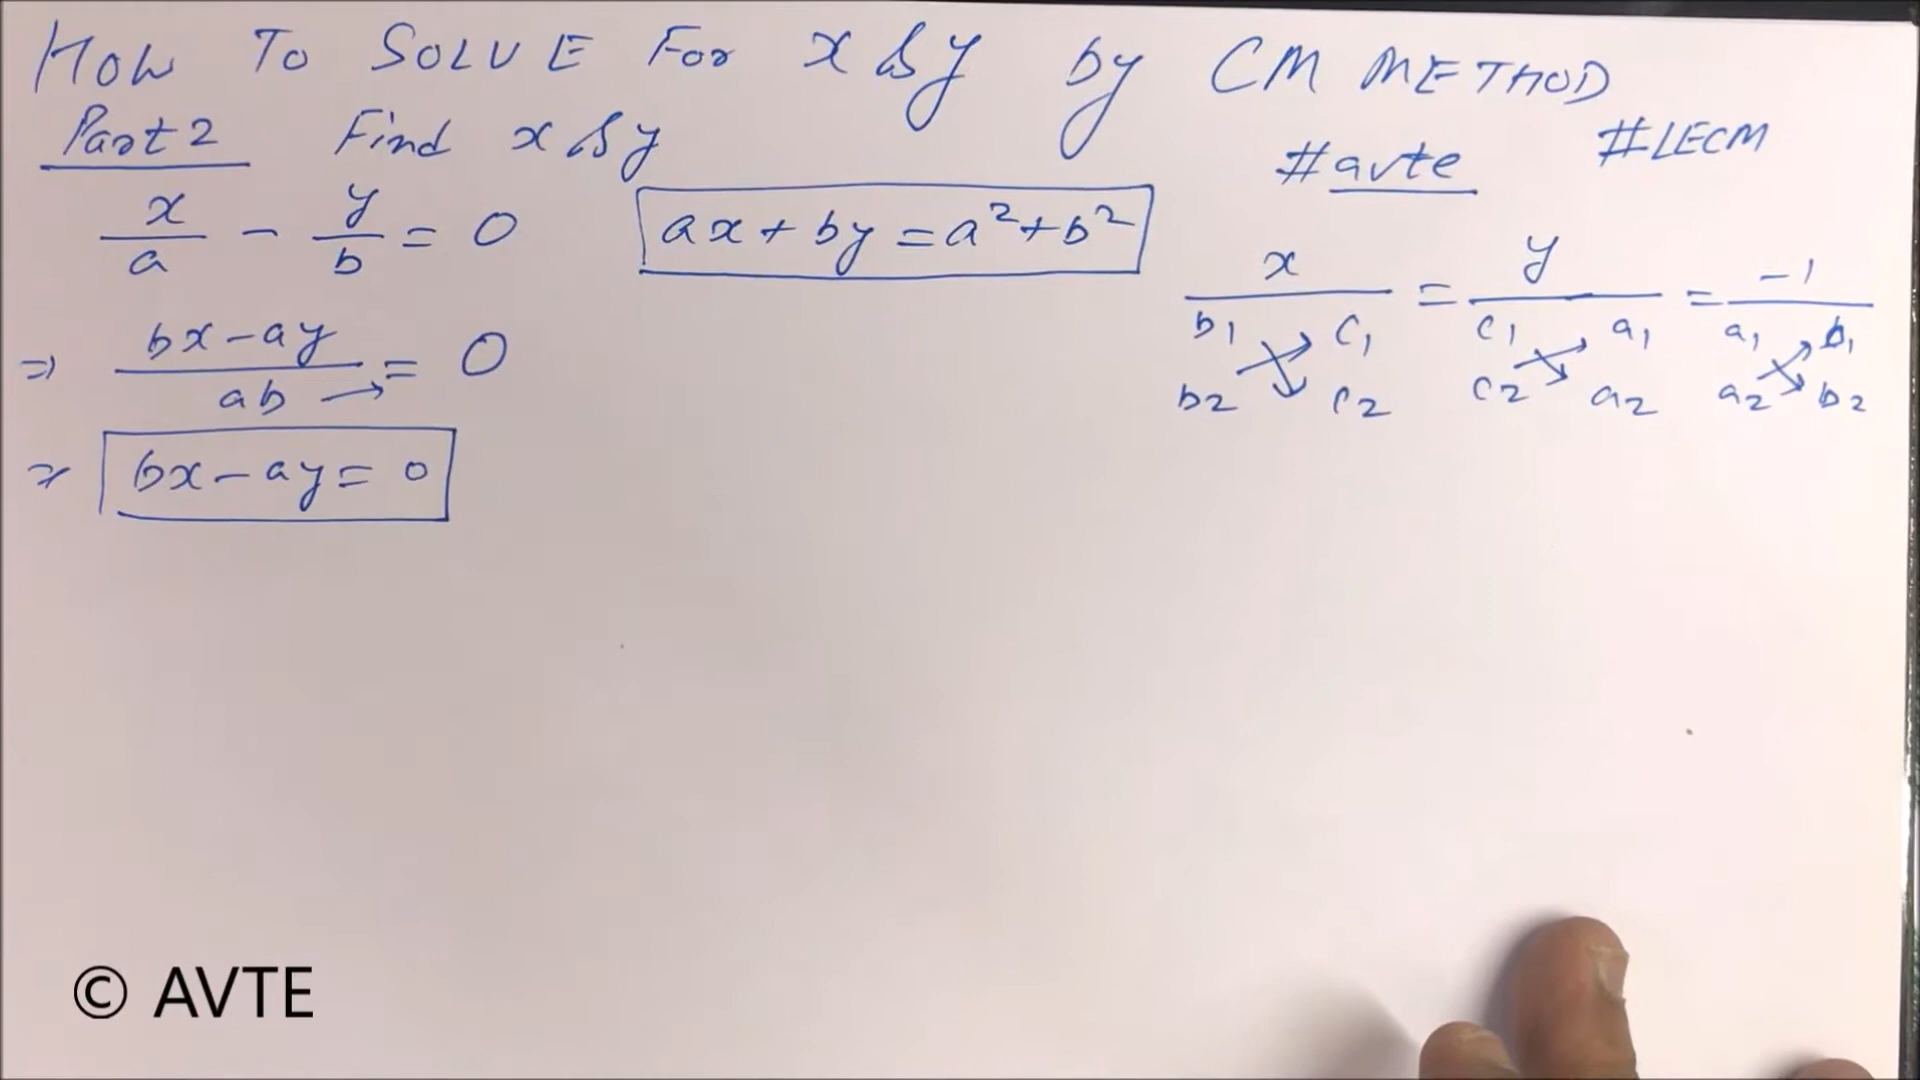 HOW TO SOLVE FOR x & y by CM METHOD
Part 2 Find x & y
#avte #LECM
x/a - y/b = 0
ax + by = a² + b²
x / b1 c1 b2 c2 = y / c1 a1 c2 a2 = -1 / a1 b1 a2 b2
⇒ bx - ay / ab = 0
⇒ bx - ay = 0
© AVTE